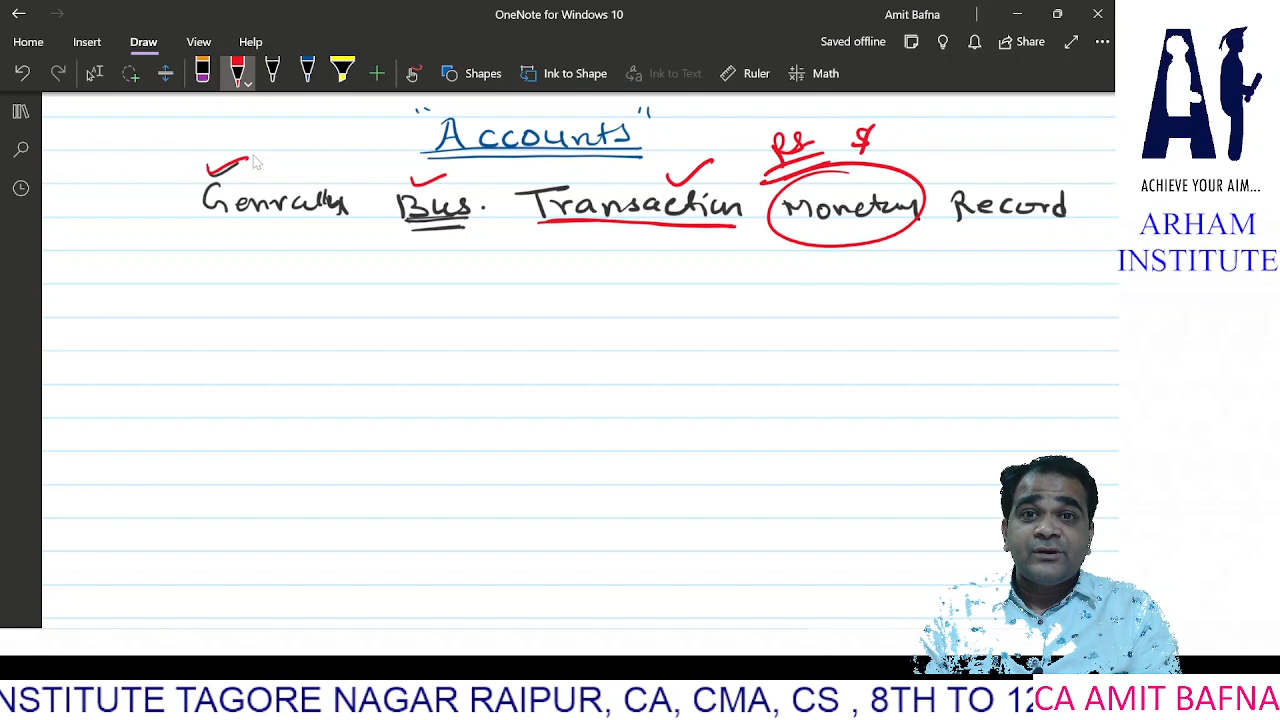 OneNote for Windows 10
Amit Bafna
Home Insert Draw View Help
Saved offline
Share
Shapes
Ink to Shape
Ink to Text
Ruler
Math
"Accounts"
Rs $
Genrally Bus. Transaction Monetary Record
ACHIEVE YOUR AIM...
ARHAM
INSTITUTE
NSTITUTE TAGORE NAGAR RAIPUR, CA, CMA, CS , 8TH TO 12
CA AMIT BAFNA